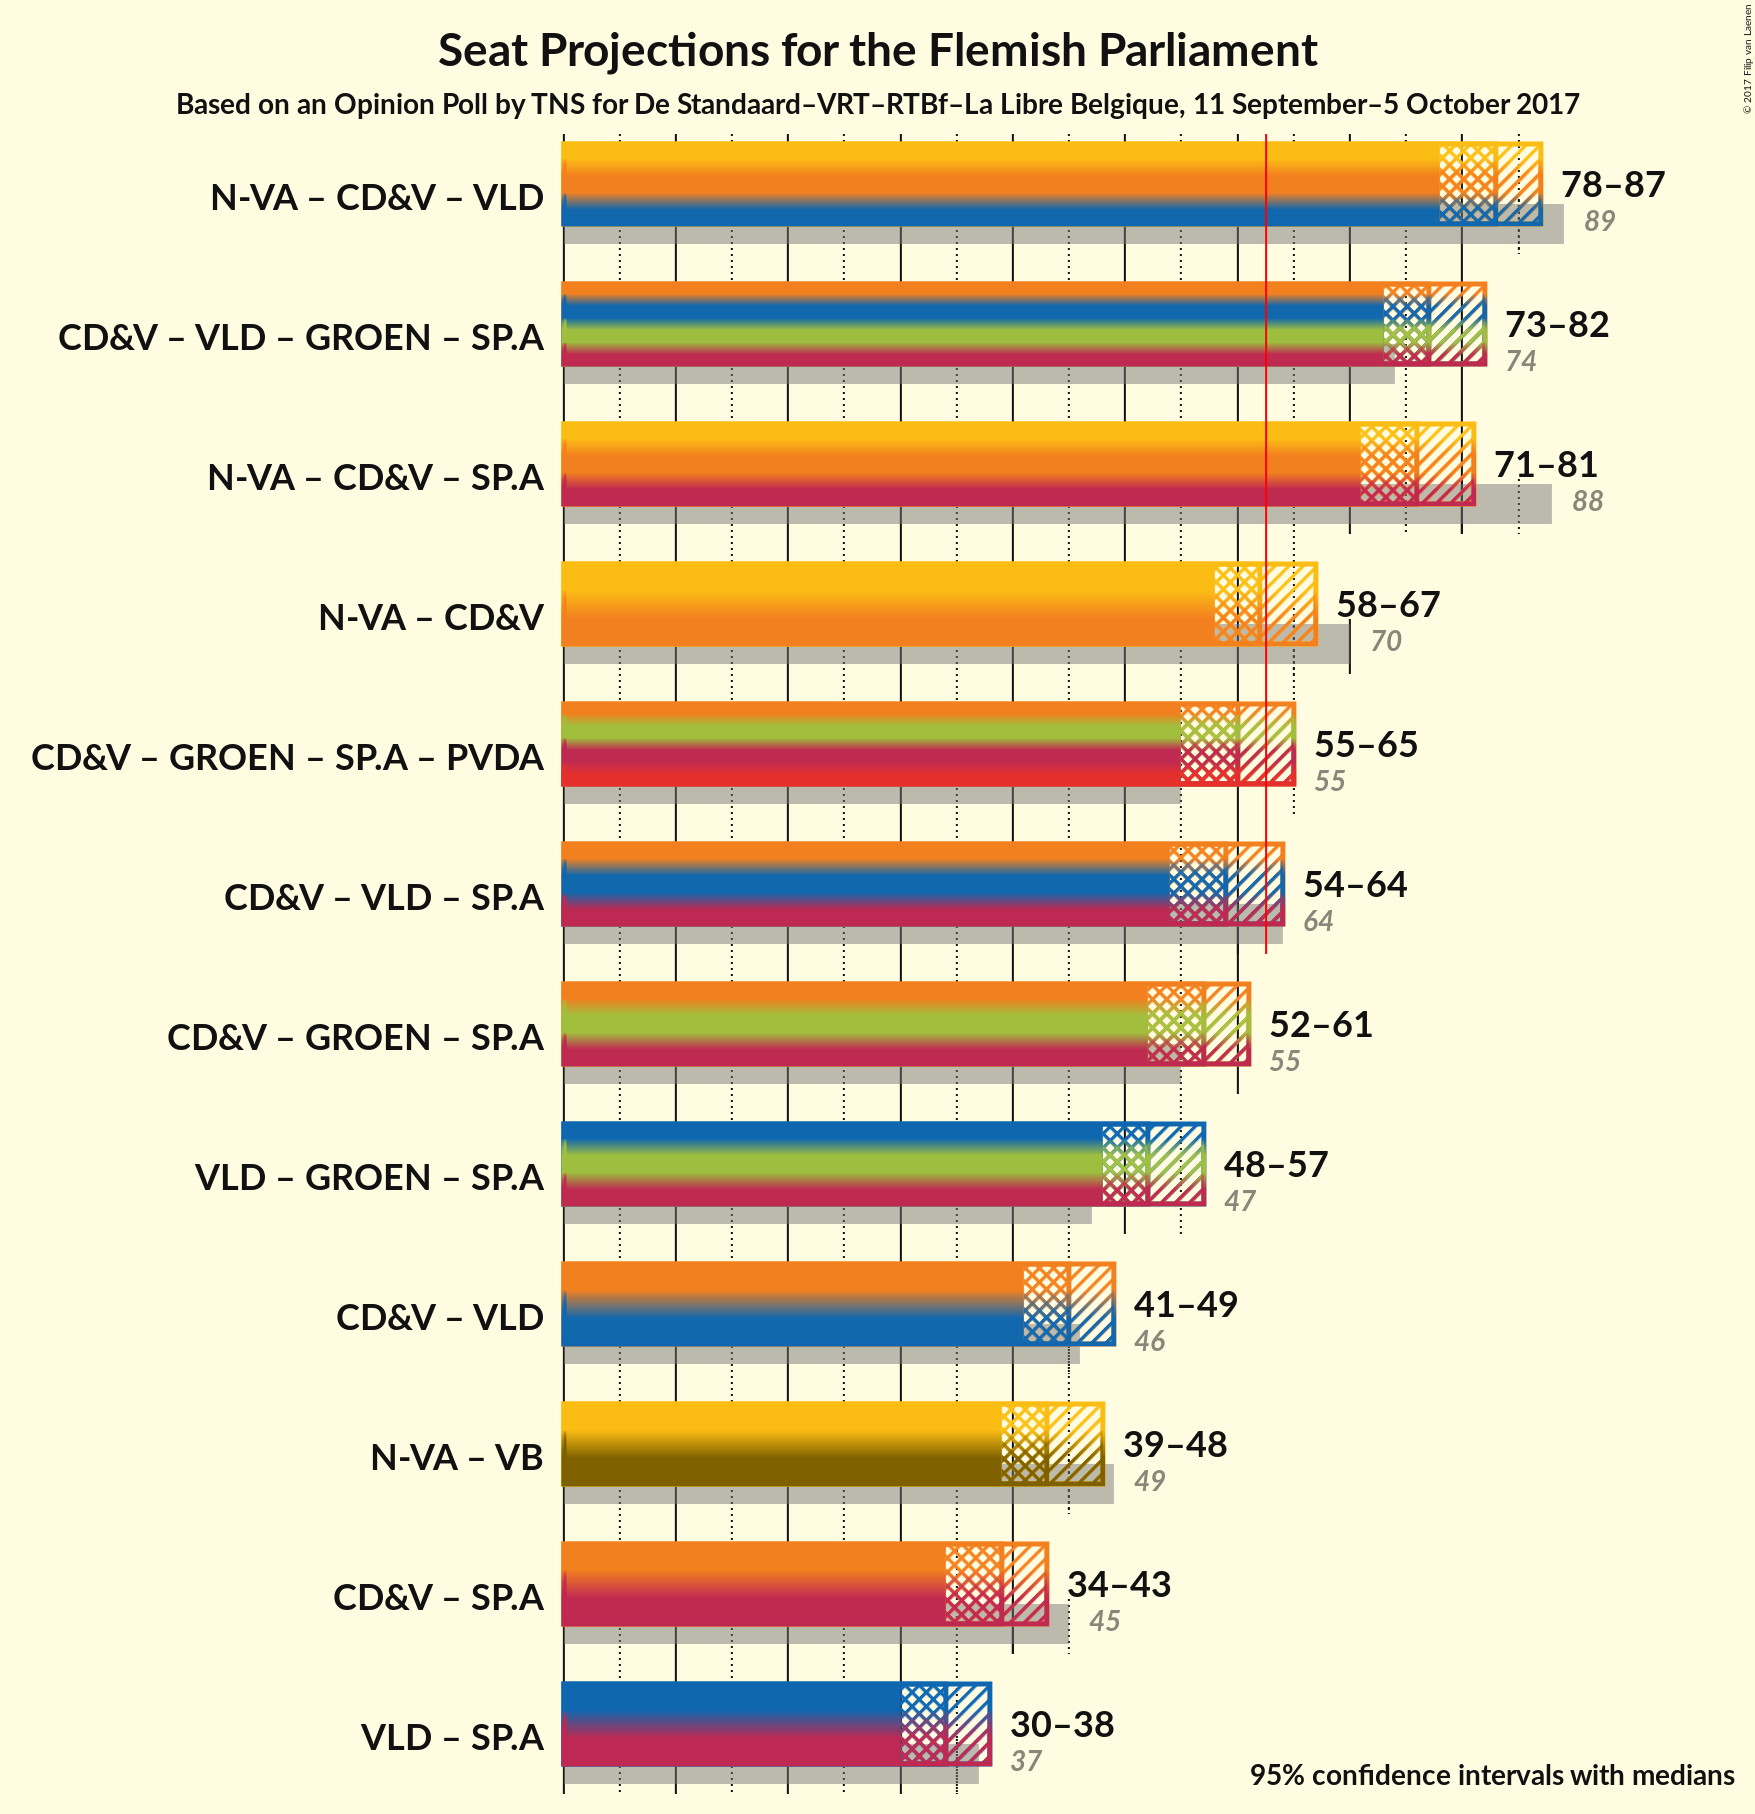 © 2017 Filip van Laenen
Seat Projections for the Flemish Parliament
Based on an Opinion Poll by TNS for De Standaard–VRT–RTBf–La Libre Belgique, 11 September–5 October 2017
N-VA – CD&V – VLD
78–87
89
CD&V – VLD – GROEN – SP.A
73–82
74
N-VA – CD&V – SP.A
71–81
88
N-VA – CD&V
58–67
70
CD&V – GROEN – SP.A – PVDA
55–65
55
CD&V – VLD – SP.A
54–64
64
CD&V – GROEN – SP.A
52–61
55
VLD – GROEN – SP.A
48–57
47
CD&V – VLD
41–49
46
N-VA – VB
39–48
49
CD&V – SP.A
34–43
45
VLD – SP.A
30–38
37
95% confidence intervals with medians